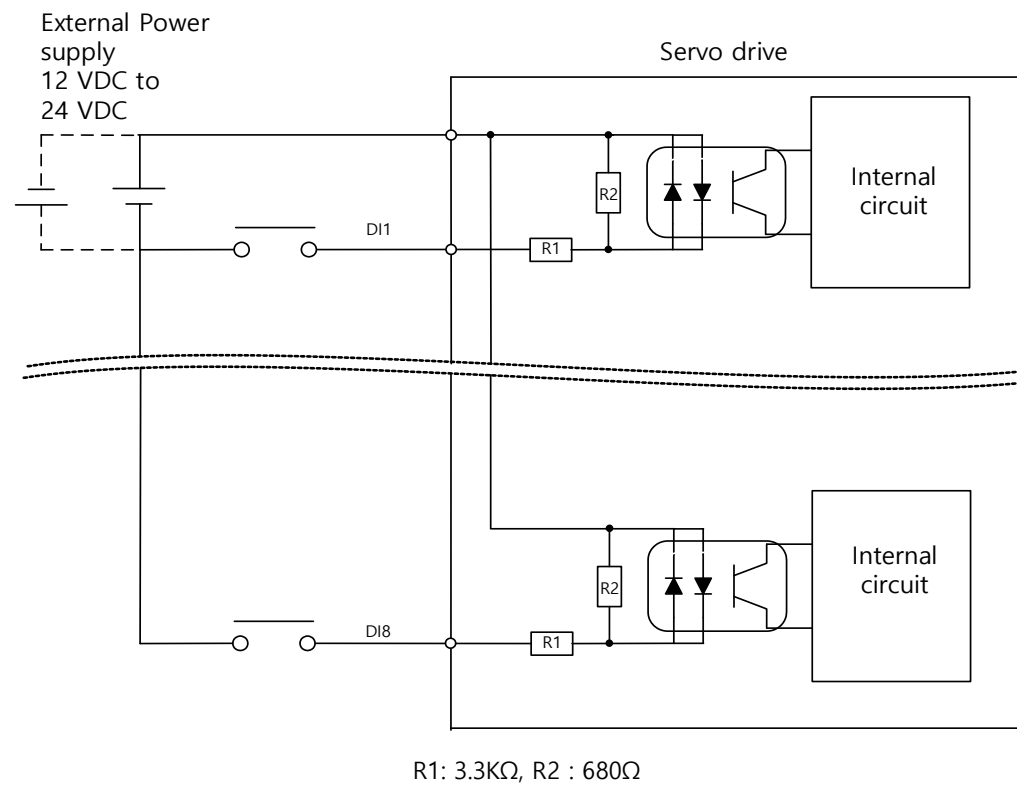 External Power
supply
12 VDC to
24 VDC
Servo drive
R2
Internal
circuit
DI1
R1
R2
Internal
circuit
DI8
R1
R1: 3.3KΩ, R2 : 680Ω